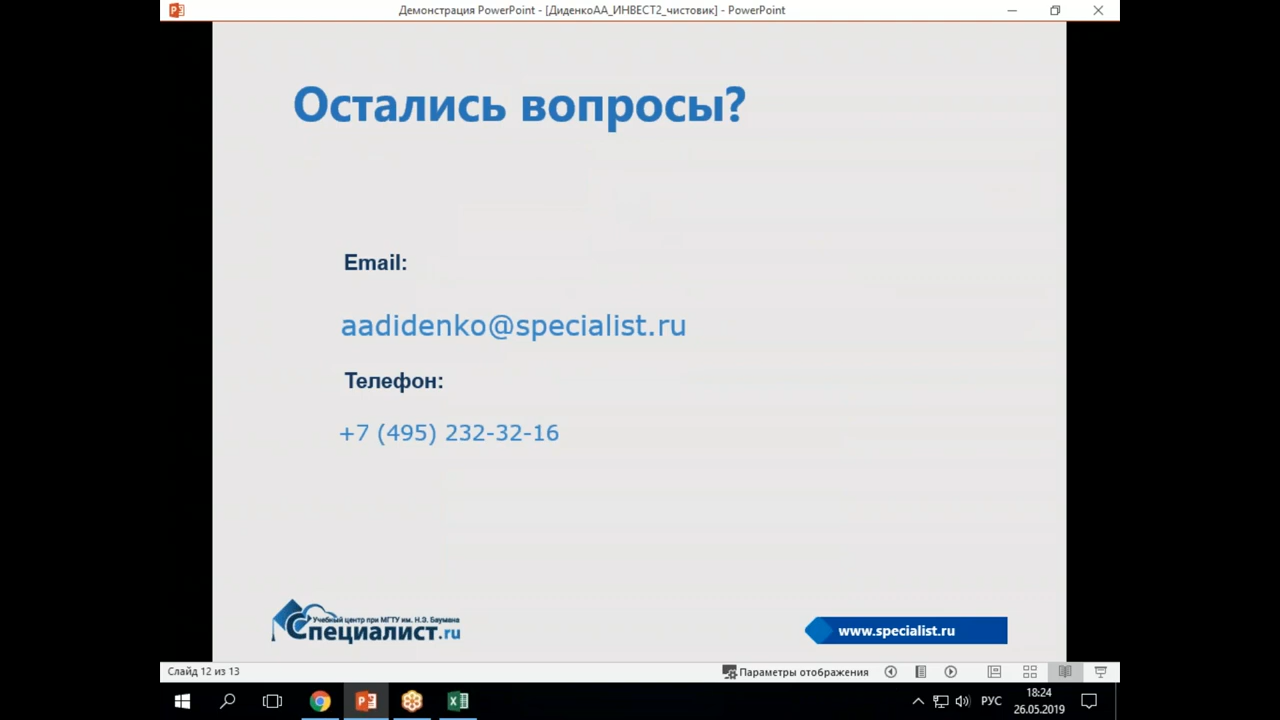 Демонстрация PowerPoint - [ДиденкоАА_ИНВЕСТ2_чистовик] - PowerPoint
Остались вопросы?
Email:
aadidenko@specialist.ru
Телефон:
+7 (495) 232-32-16
Учебный центр при МГТУ им. Н.Э. Баумана
Специалист.ru
www.specialist.ru
Слайд 12 из 13
Параметры отображения
РУС
18:24
26.05.2019